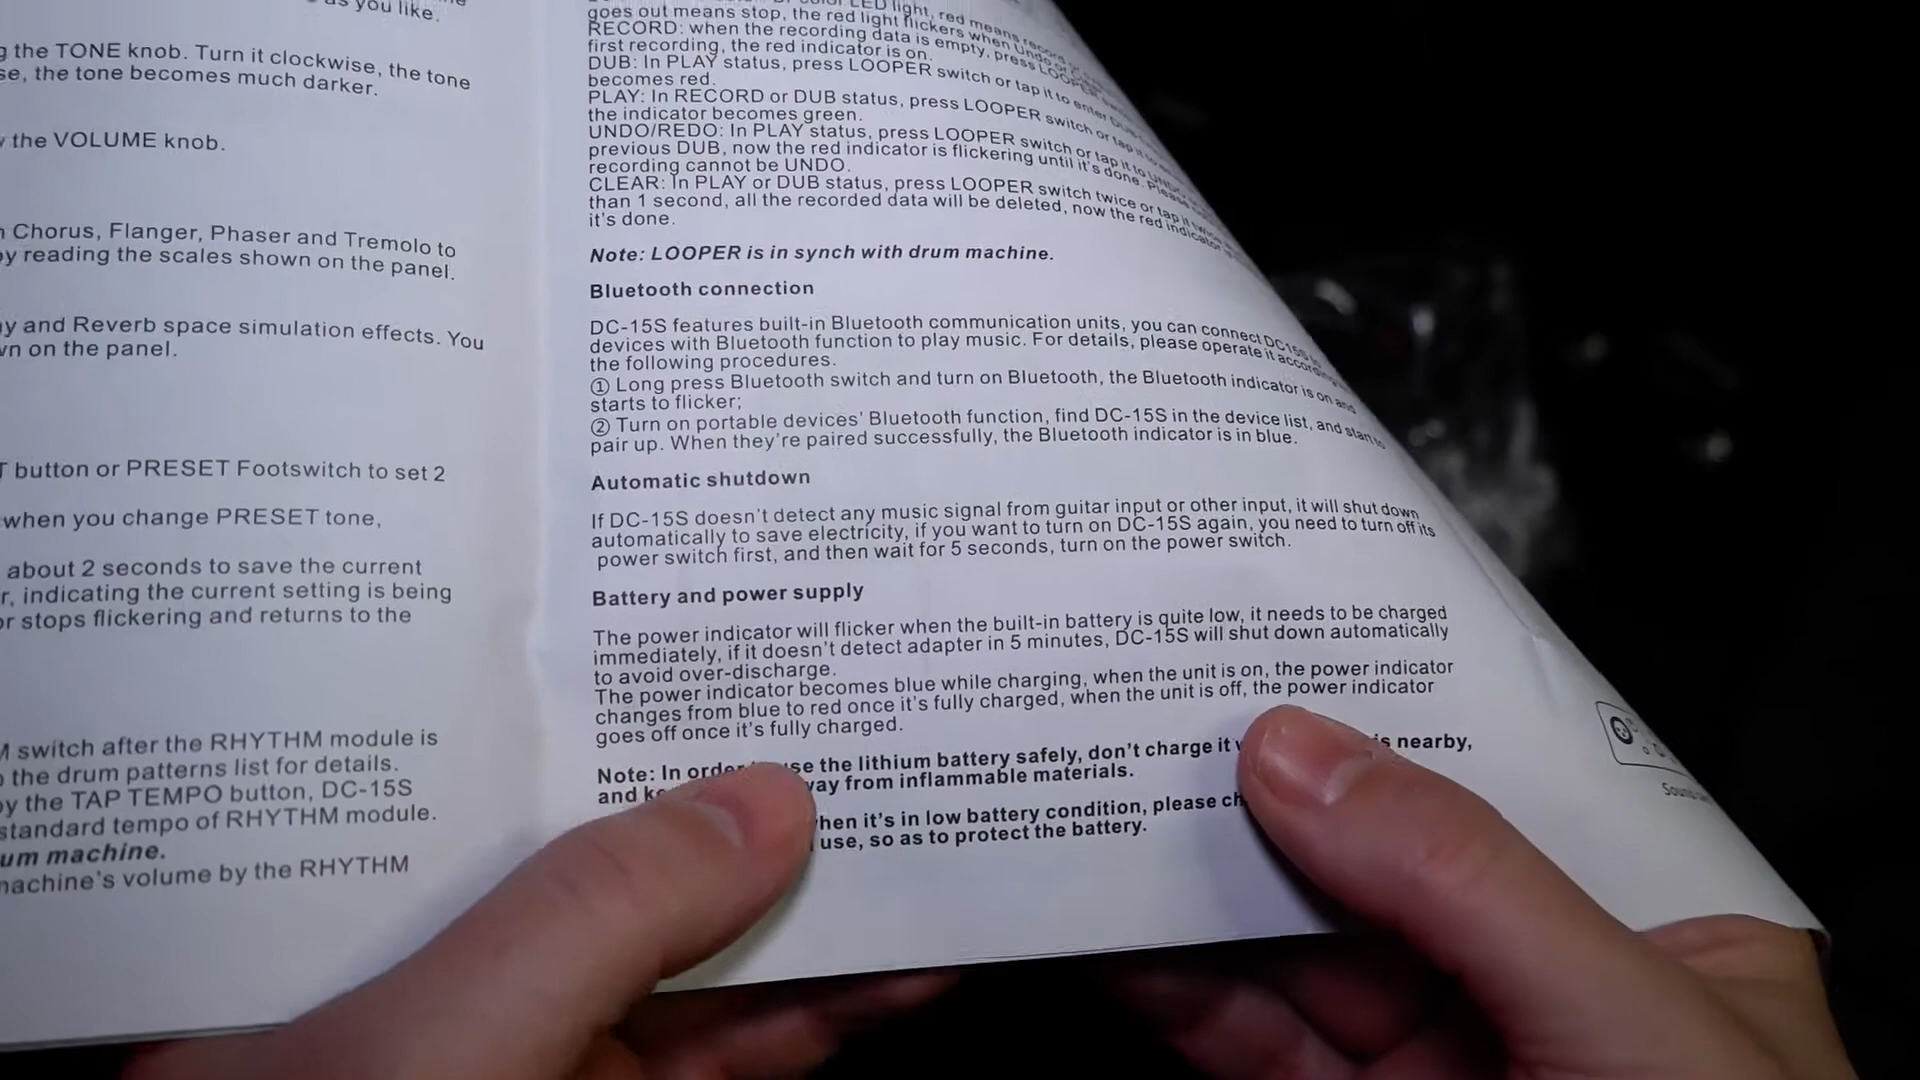 as you like.
the TONE knob. Turn it clockwise, the tone
the tone becomes much darker.
the VOLUME knob.
Chorus, Flanger, Phaser and Tremolo to
by reading the scales shown on the panel.
and Reverb space simulation effects. You
on the panel.
button or PRESET Footswitch to set 2
when you change PRESET tone,
about 2 seconds to save the current
indicating the current setting is being
or stops flickering and returns to the
switch after the RHYTHM module is
the drum patterns list for details.
by the TAP TEMPO button, DC-15S
standard tempo of RHYTHM module.
machine.
machine's volume by the RHYTHM
LED light, red means
goes out means stop, the red light flickers when Undo or
RECORD: when the recording data is empty, press LOOPER
first recording, the red indicator is on.
DUB: In PLAY status, press LOOPER switch or tap it to enter DUB
becomes red.
PLAY: In RECORD or DUB status, press LOOPER switch or tap it to
the indicator becomes green.
UNDO/REDO: In PLAY status, press LOOPER switch or tap it to UNDO
previous DUB, now the red indicator is flickering until it's done. Please
recording cannot be UNDO.
CLEAR: In PLAY or DUB status, press LOOPER switch twice or tap it twice
than 1 second, all the recorded data will be deleted, now the red indicator
it's done.
Note: LOOPER is in synch with drum machine.
Bluetooth connection
DC-15S features built-in Bluetooth communication units, you can connect DC15S to
devices with Bluetooth function to play music. For details, please operate it according
the following procedures.
① Long press Bluetooth switch and turn on Bluetooth, the Bluetooth indicator is on and
starts to flicker;
② Turn on portable devices' Bluetooth function, find DC-15S in the device list, and start to
pair up. When they're paired successfully, the Bluetooth indicator is in blue.
Automatic shutdown
If DC-15S doesn't detect any music signal from guitar input or other input, it will shut down
automatically to save electricity, if you want to turn on DC-15S again, you need to turn off its
power switch first, and then wait for 5 seconds, turn on the power switch.
Battery and power supply
The power indicator will flicker when the built-in battery is quite low, it needs to be charged
immediately, if it doesn't detect adapter in 5 minutes, DC-15S will shut down automatically
to avoid over-discharge.
The power indicator becomes blue while charging, when the unit is on, the power indicator
changes from blue to red once it's fully charged, when the unit is off, the power indicator
goes off once it's fully charged.
Note: In order the lithium battery safely, don't charge it is nearby,
and from inflammable materials.
when it's in low battery condition, please
use, so as to protect the battery.